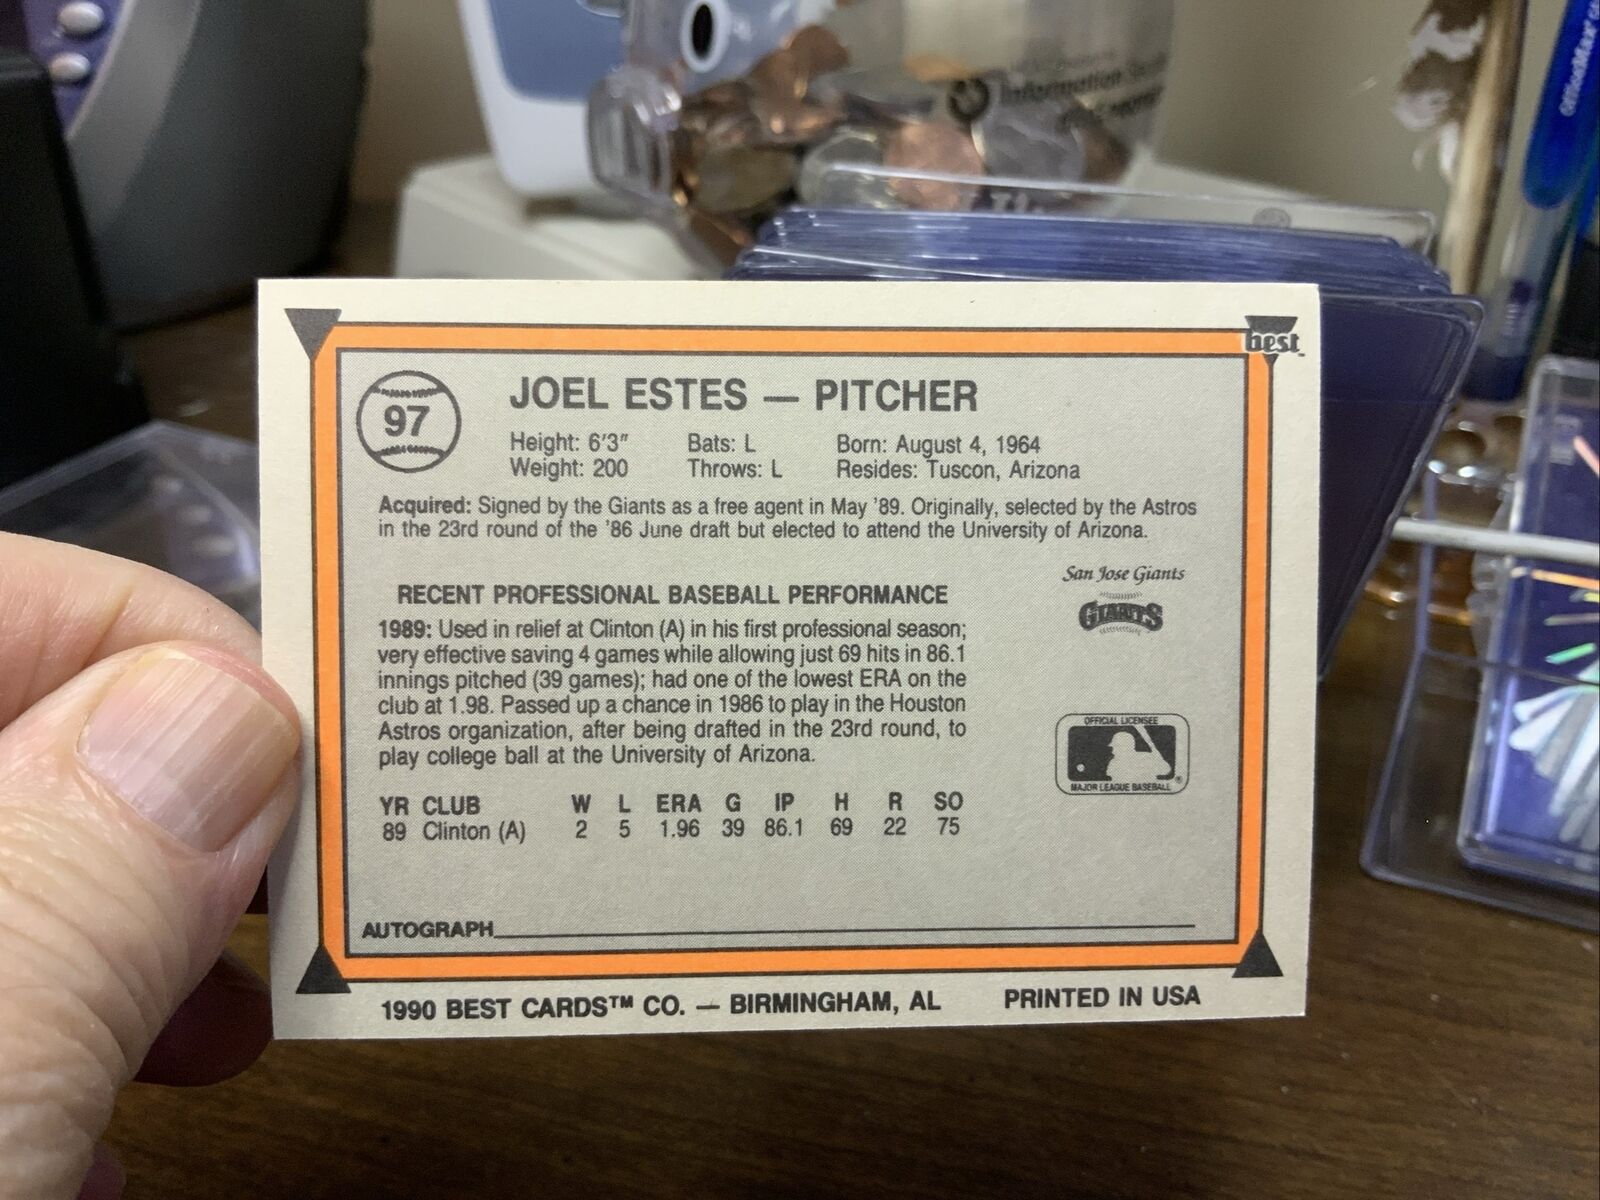 Information
OfficeMax
best
97
JOEL ESTES — PITCHER
Height: 6'3" Bats: L Born: August 4, 1964
Weight: 200 Throws: L Resides: Tuscon, Arizona
Acquired: Signed by the Giants as a free agent in May '89. Originally, selected by the Astros
in the 23rd round of the '86 June draft but elected to attend the University of Arizona.
San Jose Giants
GIANTS
RECENT PROFESSIONAL BASEBALL PERFORMANCE
1989: Used in relief at Clinton (A) in his first professional season;
very effective saving 4 games while allowing just 69 hits in 86.1
innings pitched (39 games); had one of the lowest ERA on the
club at 1.98. Passed up a chance in 1986 to play in the Houston
Astros organization, after being drafted in the 23rd round, to
play college ball at the University of Arizona.
OFFICIAL LICENSEE
MAJOR LEAGUE BASEBALL
YR CLUB W L ERA G IP H R SO
89 Clinton (A) 2 5 1.96 39 86.1 69 22 75
AUTOGRAPH
1990 BEST CARDS™ CO. — BIRMINGHAM, AL PRINTED IN USA